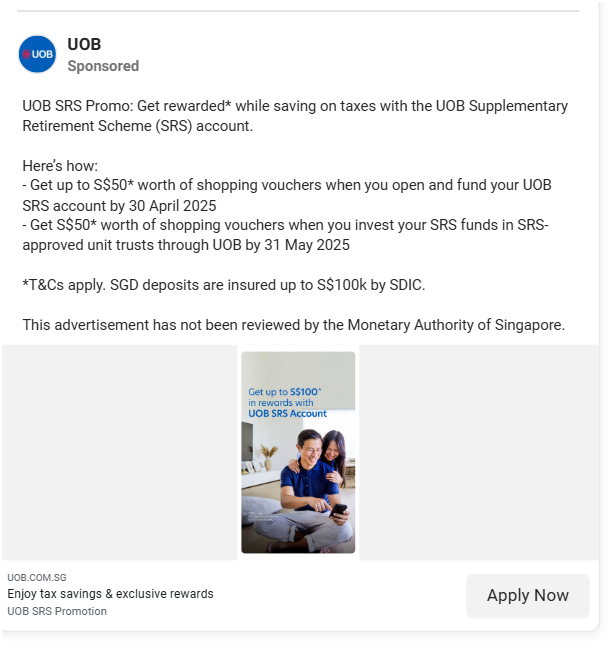 UOB
UOB
Sponsored
UOB SRS Promo: Get rewarded* while saving on taxes with the UOB Supplementary
Retirement Scheme (SRS) account.
Here’s how:
- Get up to S$50* worth of shopping vouchers when you open and fund your UOB
SRS account by 30 April 2025
- Get S$50* worth of shopping vouchers when you invest your SRS funds in SRS-
approved unit trusts through UOB by 31 May 2025
*T&Cs apply. SGD deposits are insured up to S$100k by SDIC.
This advertisement has not been reviewed by the Monetary Authority of Singapore.
Get up to S$100*
in rewards with
UOB SRS Account
UOB.COM.SG
Enjoy tax savings & exclusive rewards
UOB SRS Promotion
Apply Now